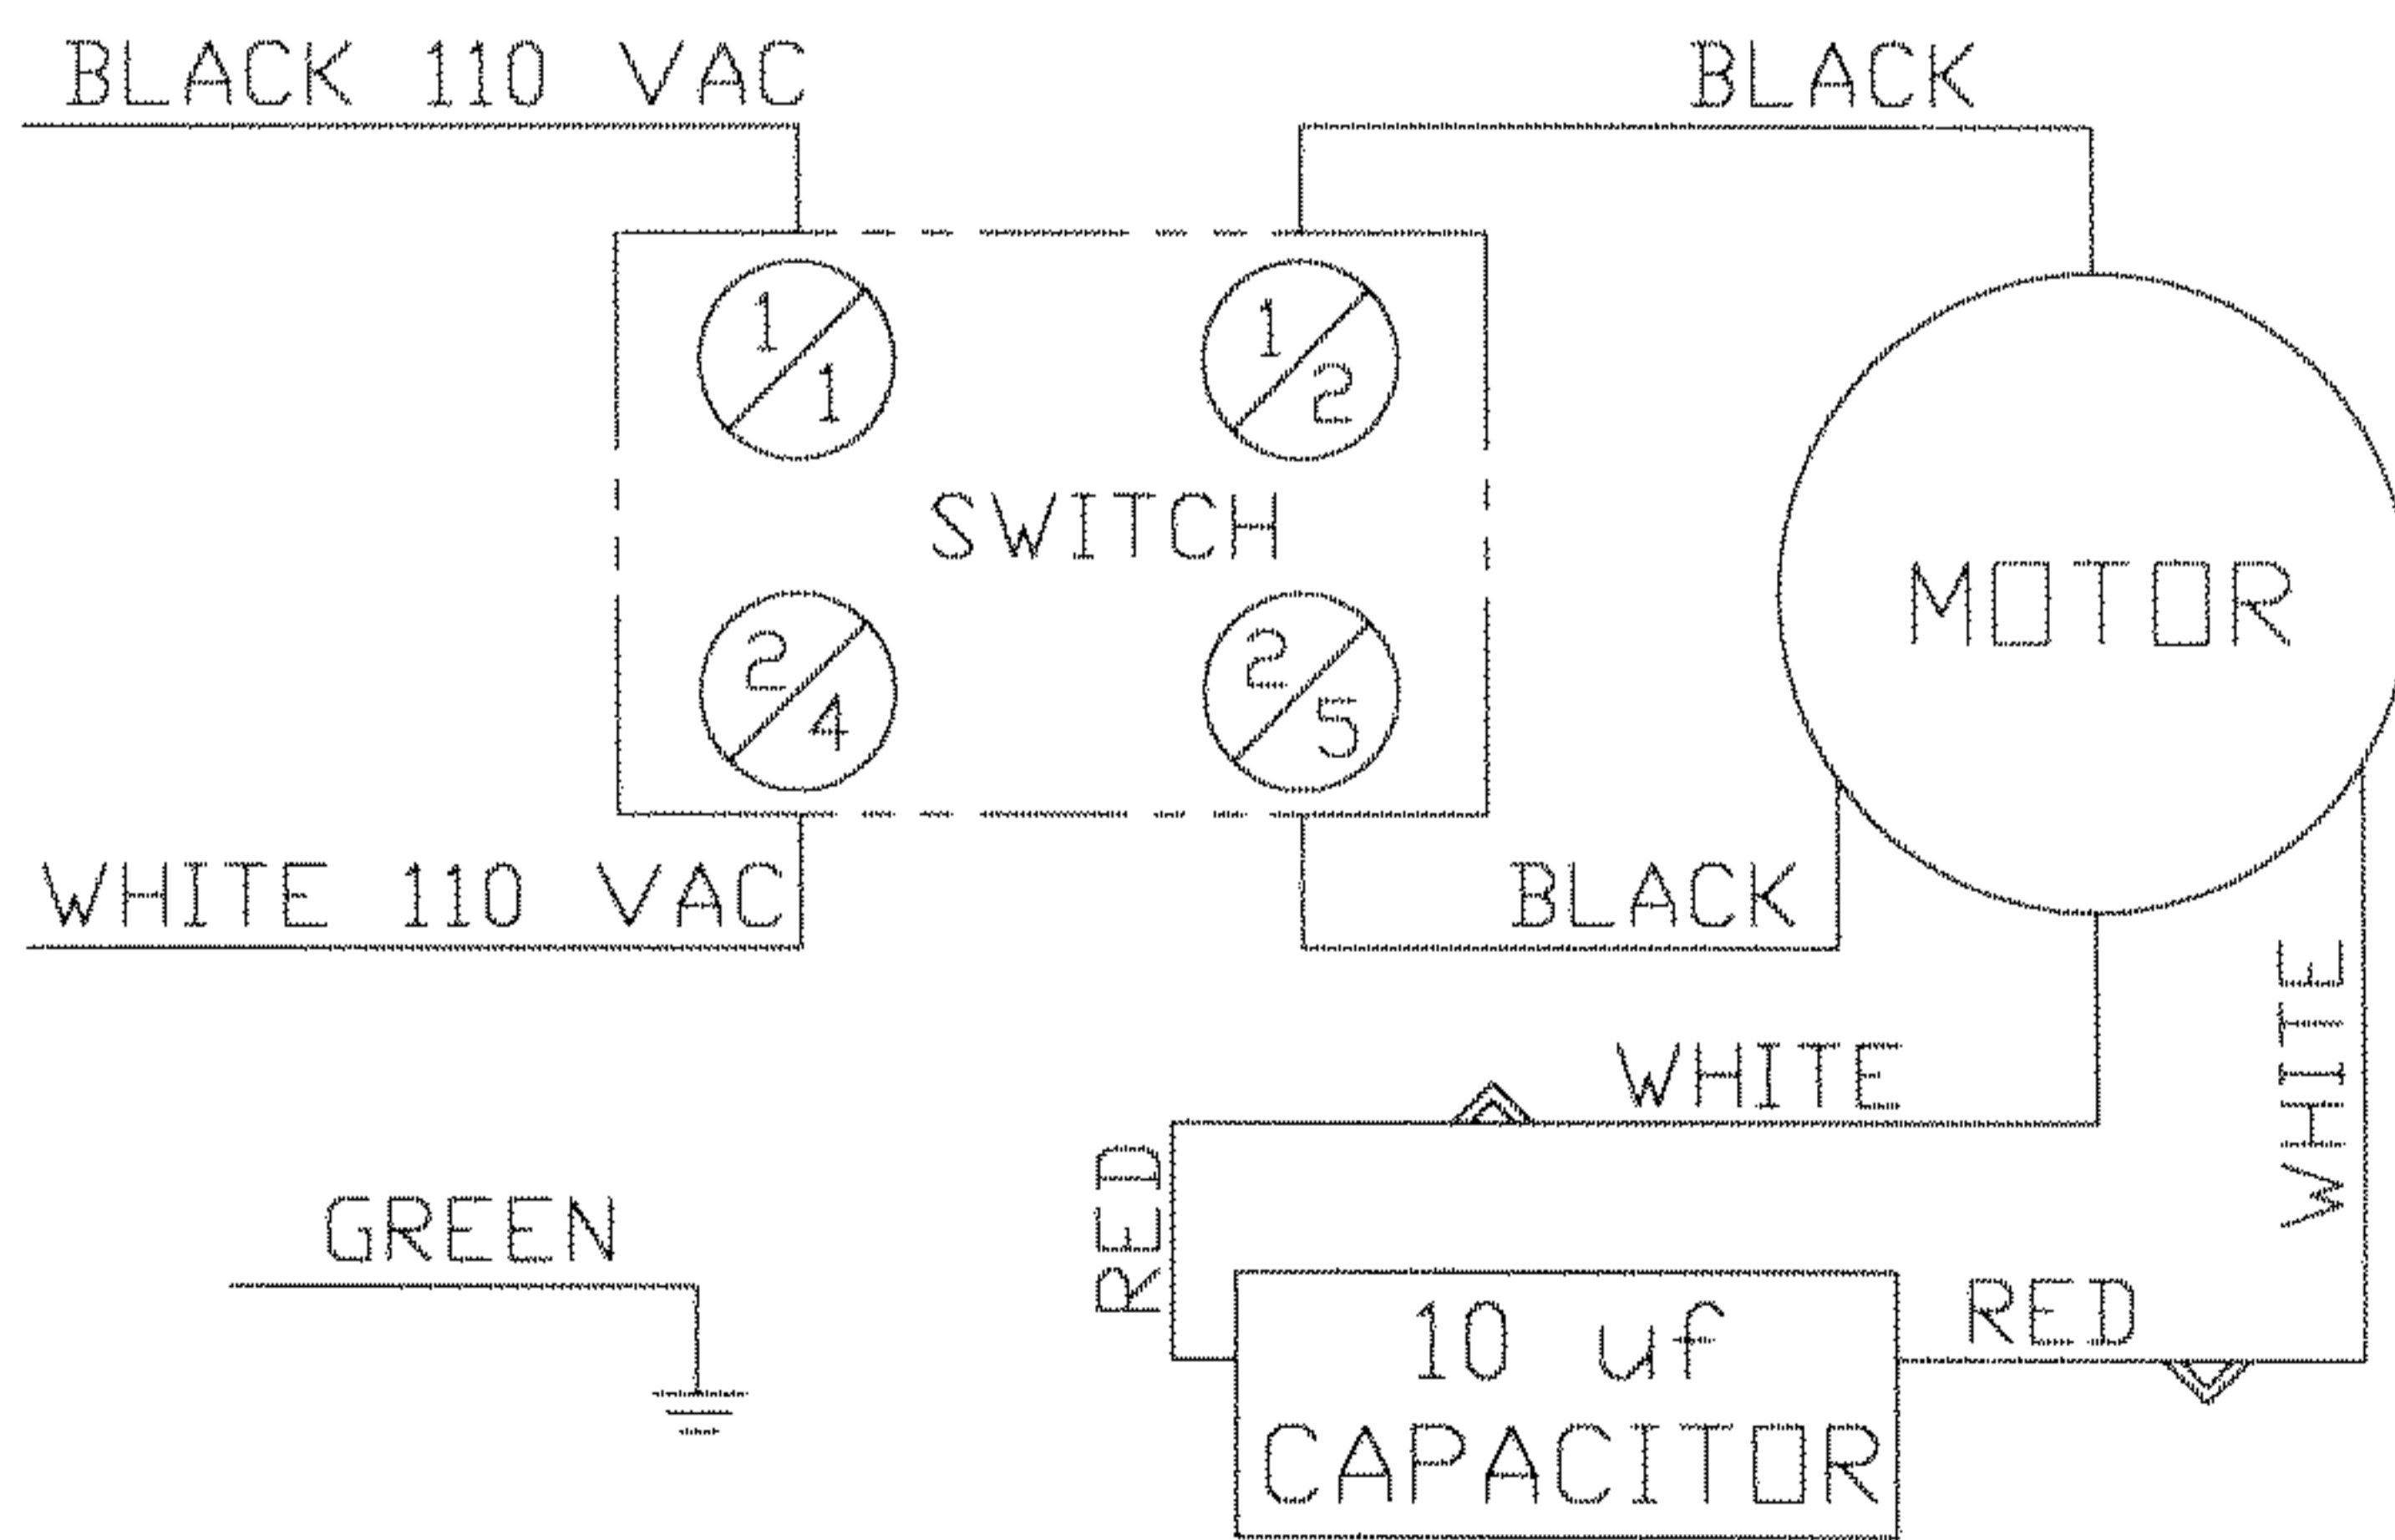 BLACK 110 VAC
BLACK
1
1
1
2
SWITCH
MOTOR
2
4
2
5
WHITE 110 VAC
BLACK
WHITE
WHITE
RED
GREEN
10 uf
RED
CAPACITOR